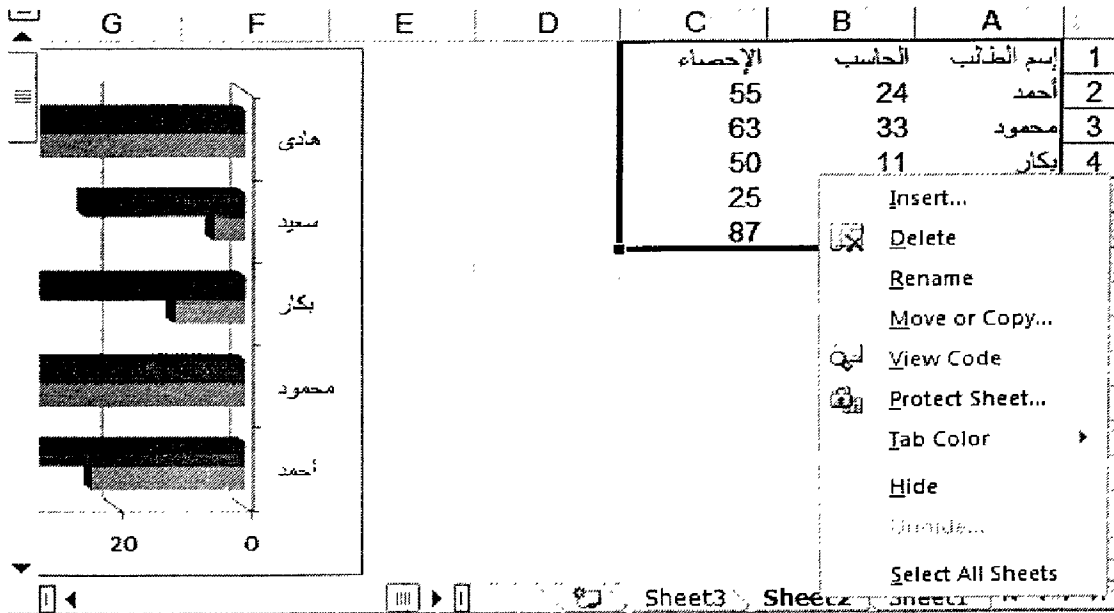 G F E D C B A
إسم الطالب الحاسب الإحصاء 1
أحمد 24 55 2
محمود 33 63 3
بكار 11 50 4
25
87
هادى
سعيد
بكار
محمود
أحمد
20 0
Insert...
Delete
Rename
Move or Copy...
View Code
Protect Sheet...
Tab Color
Hide
Select All Sheets
Sheet3 Sheet2 Sheet1